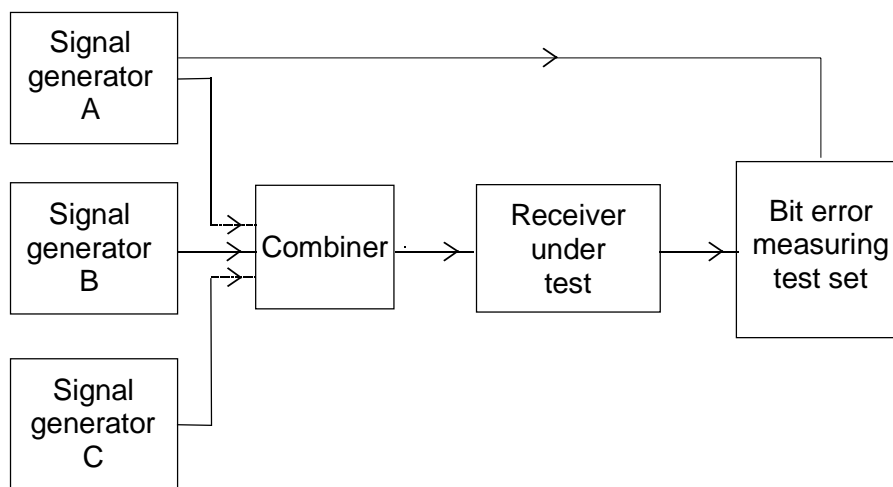 Signal
generator
A
Signal
generator
B
Signal
generator
C
Combiner
Receiver
under
test
Bit error
measuring
test set